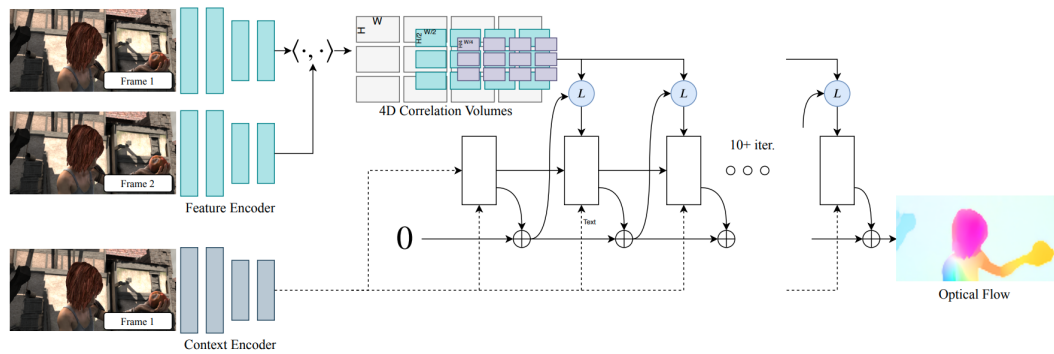 Frame 1
Frame 2
Feature Encoder
Frame 1
Context Encoder
⟨·, ·⟩
H
W
H/2
W/2
H/4
W/4
4D Correlation Volumes
L
L
L
10+ iter.
Text
0
Optical Flow